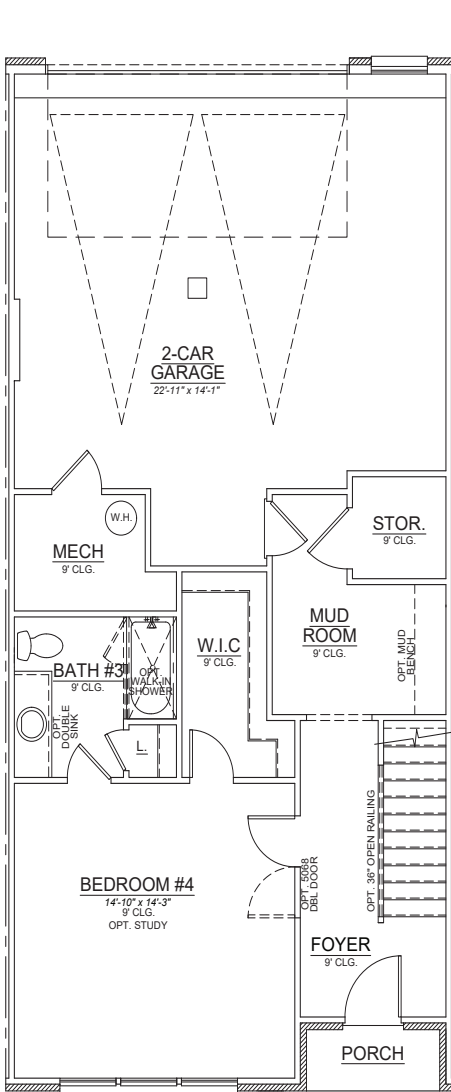 2-CAR
GARAGE
22'-11" x 14'-1"
W.H.
MECH
9' CLG.
STOR.
9' CLG.
MUD
ROOM
9' CLG.
OPT. MUD
BENCH
W.I.C
9' CLG.
BATH #3
9' CLG.
OPT.
WALK-IN
SHOWER
OPT.
DOUBLE
SINK
L.
OPT. 36" OPEN RAILING
OPT. 5068
DBL DOOR
BEDROOM #4
14'-10" x 14'-3"
9' CLG.
OPT. STUDY
FOYER
9' CLG.
PORCH